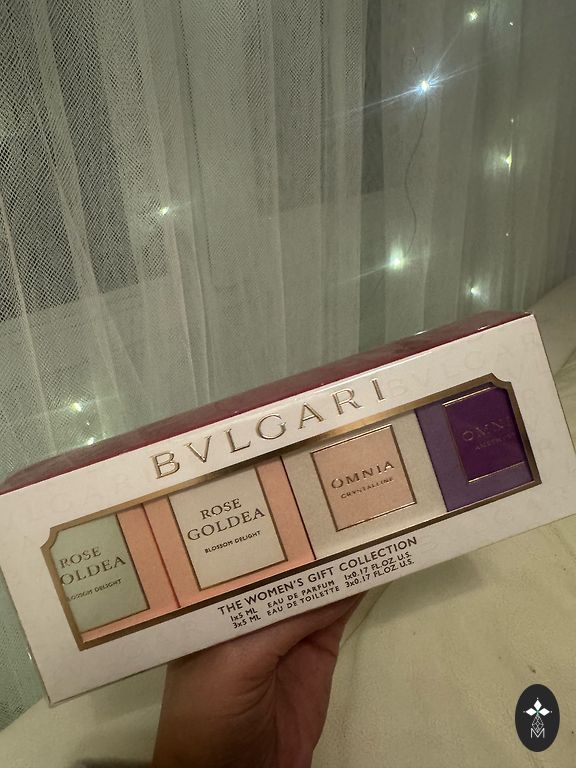 BVLGARI
ROSE
OLDEA
BLOSSOM DELIGHT
ROSE
GOLDEA
BLOSSOM DELIGHT
OMNIA
CRYSTALLINE
OMNI
THE WOMEN'S GIFT COLLECTION
1x5 ML EAU DE PARFUM 1x0.17 FL.OZ U.S.
3x5 ML EAU DE TOILETTE 3x0.17 FL.OZ. U.S.
M